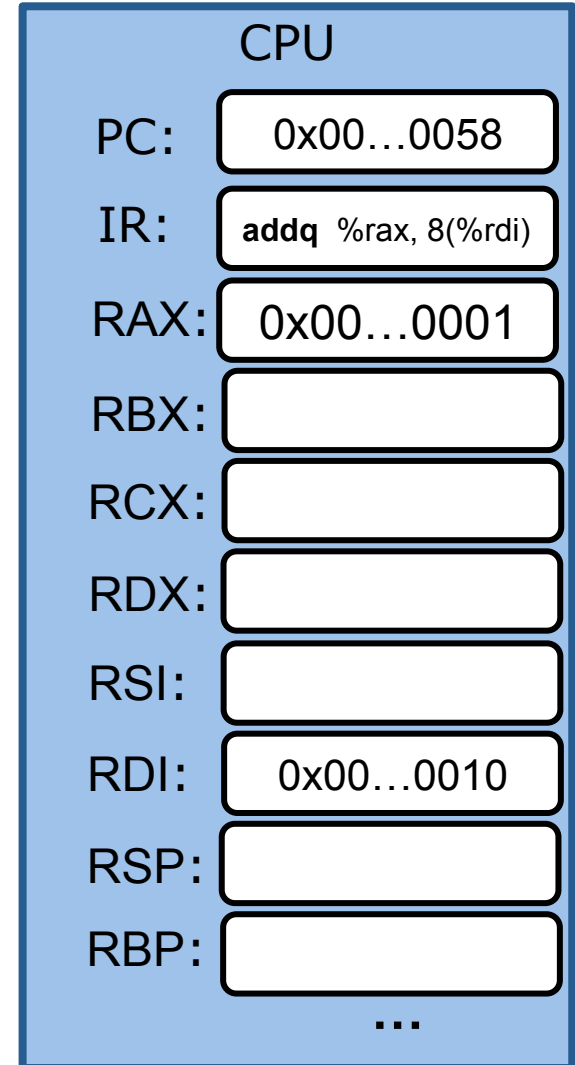 CPU
PC: 0x00…0058
IR: addq %rax, 8(%rdi)
RAX: 0x00…0001
RBX:
RCX:
RDX:
RSI:
RDI: 0x00…0010
RSP:
RBP:
…